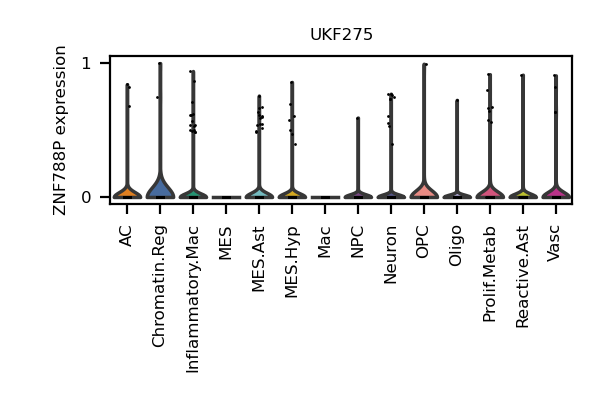 UKF275
ZNF788P expression
1
0
AC
Chromatin.Reg
Inflammatory.Mac
MES
MES.Ast
MES.Hyp
Mac
NPC
Neuron
OPC
Oligo
Prolif.Metab
Reactive.Ast
Vasc